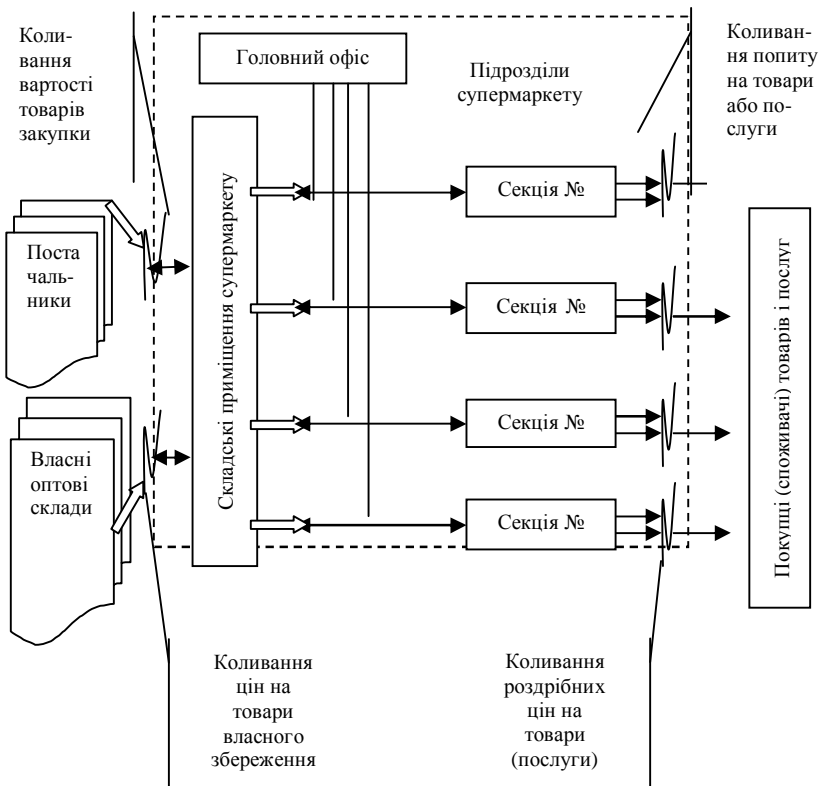 Коли-
вання
вартості
товарів
закупки
Головний офіс
Підрозділи
супермаркету
Коливан-
ня попиту
на товари
або по-
слуги
Поста
чаль-
ники
Власні
оптові
склади
Складські приміщення супермаркету
Секція №
Секція №
Секція №
Секція №
Покупці (споживачі) товарів і послуг
Коливання
цін на
товари
власного
збереження
Коливання
роздрібних
цін на
товари
(послуги)